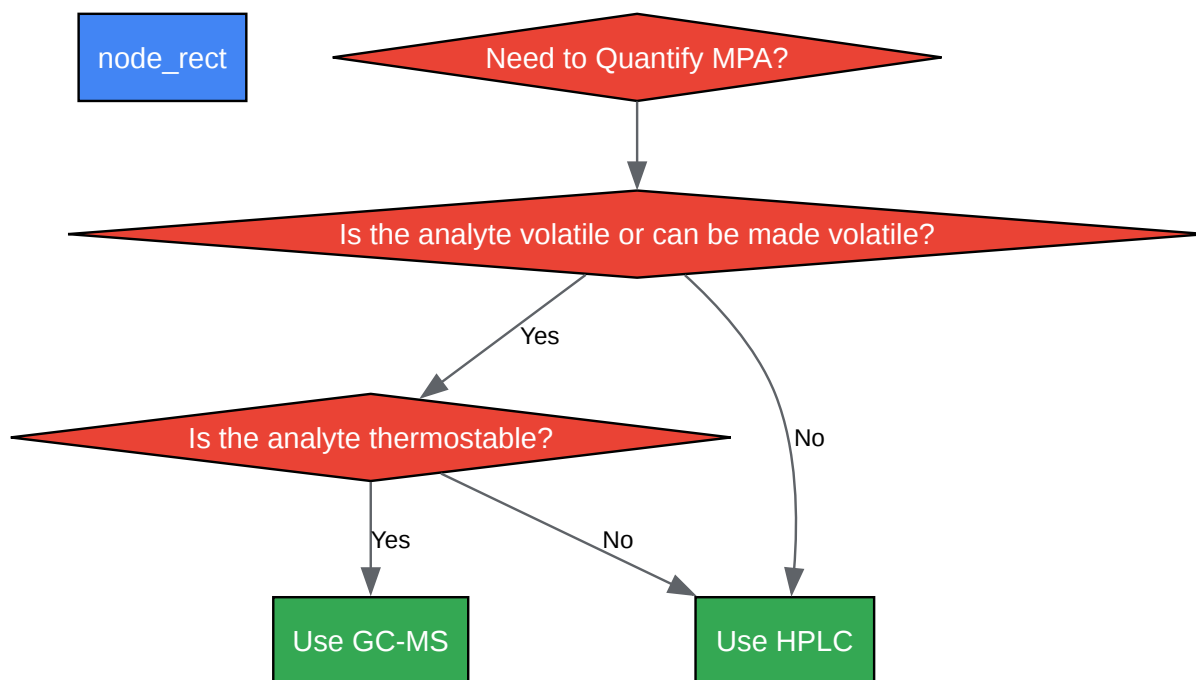 node_rect
Need to Quantify MPA?
Is the analyte volatile or can be made volatile?
Yes
Is the analyte thermostable?
No
Yes
No
Use GC-MS
Use HPLC